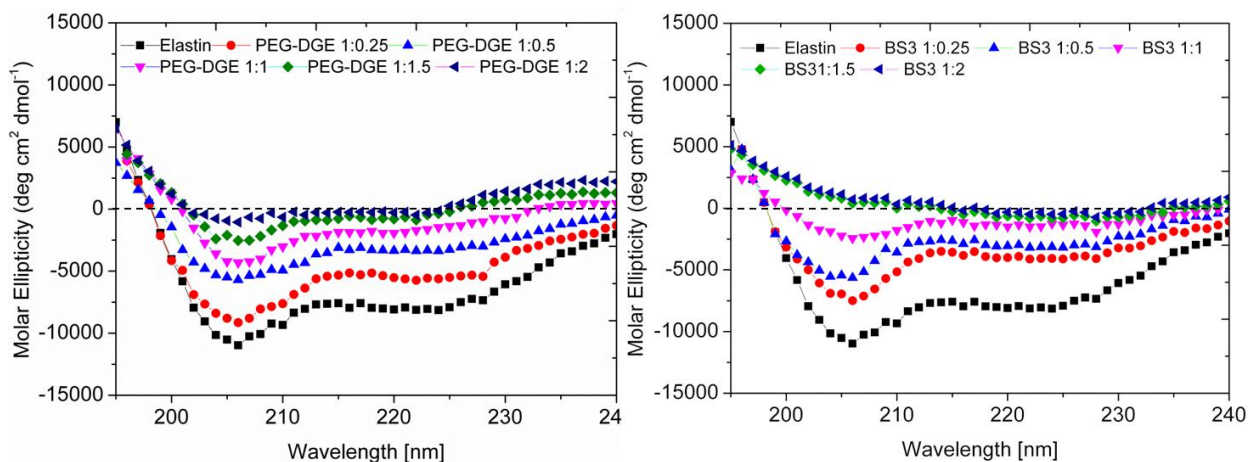 15000
10000
5000
0
-5000
-10000
-15000
Molar Ellipticity (deg cm² dmol⁻¹)
Elastin PEG-DGE 1:0.25 PEG-DGE 1:0.5
PEG-DGE 1:1 PEG-DGE 1:1.5 PEG-DGE 1:2
200 210 220 230 24
Wavelength [nm]
15000
10000
5000
0
-5000
-10000
-15000
Molar Ellipticity (deg cm² dmol⁻¹)
Elastin BS3 1:0.25 BS3 1:0.5 BS3 1:1
BS31:1.5 BS3 1:2
200 210 220 230 240
Wavelength [nm]